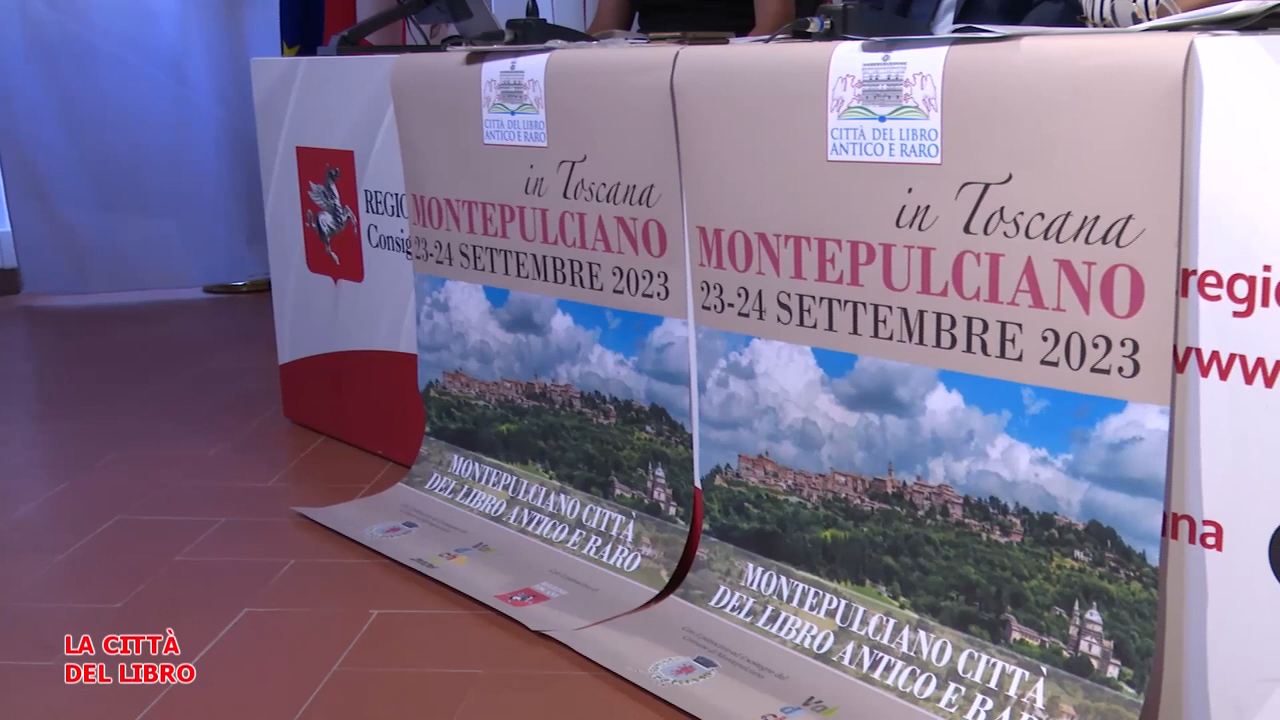 CITTÀ DEL LIBRO
ANTICO E RARO
in Toscana
MONTEPULCIANO
23-24 SETTEMBRE 2023
MONTEPULCIANO CITTÀ
DEL LIBRO ANTICO E RARO
REGIO
Consig
CITTÀ DEL LIBRO
ANTICO E RARO
in Toscana
MONTEPULCIANO
23-24 SETTEMBRE 2023
MONTEPULCIANO CITTÀ
DEL LIBRO ANTICO E RAR
Val
regio
www.
na
LA CITTÀ
DEL LIBRO